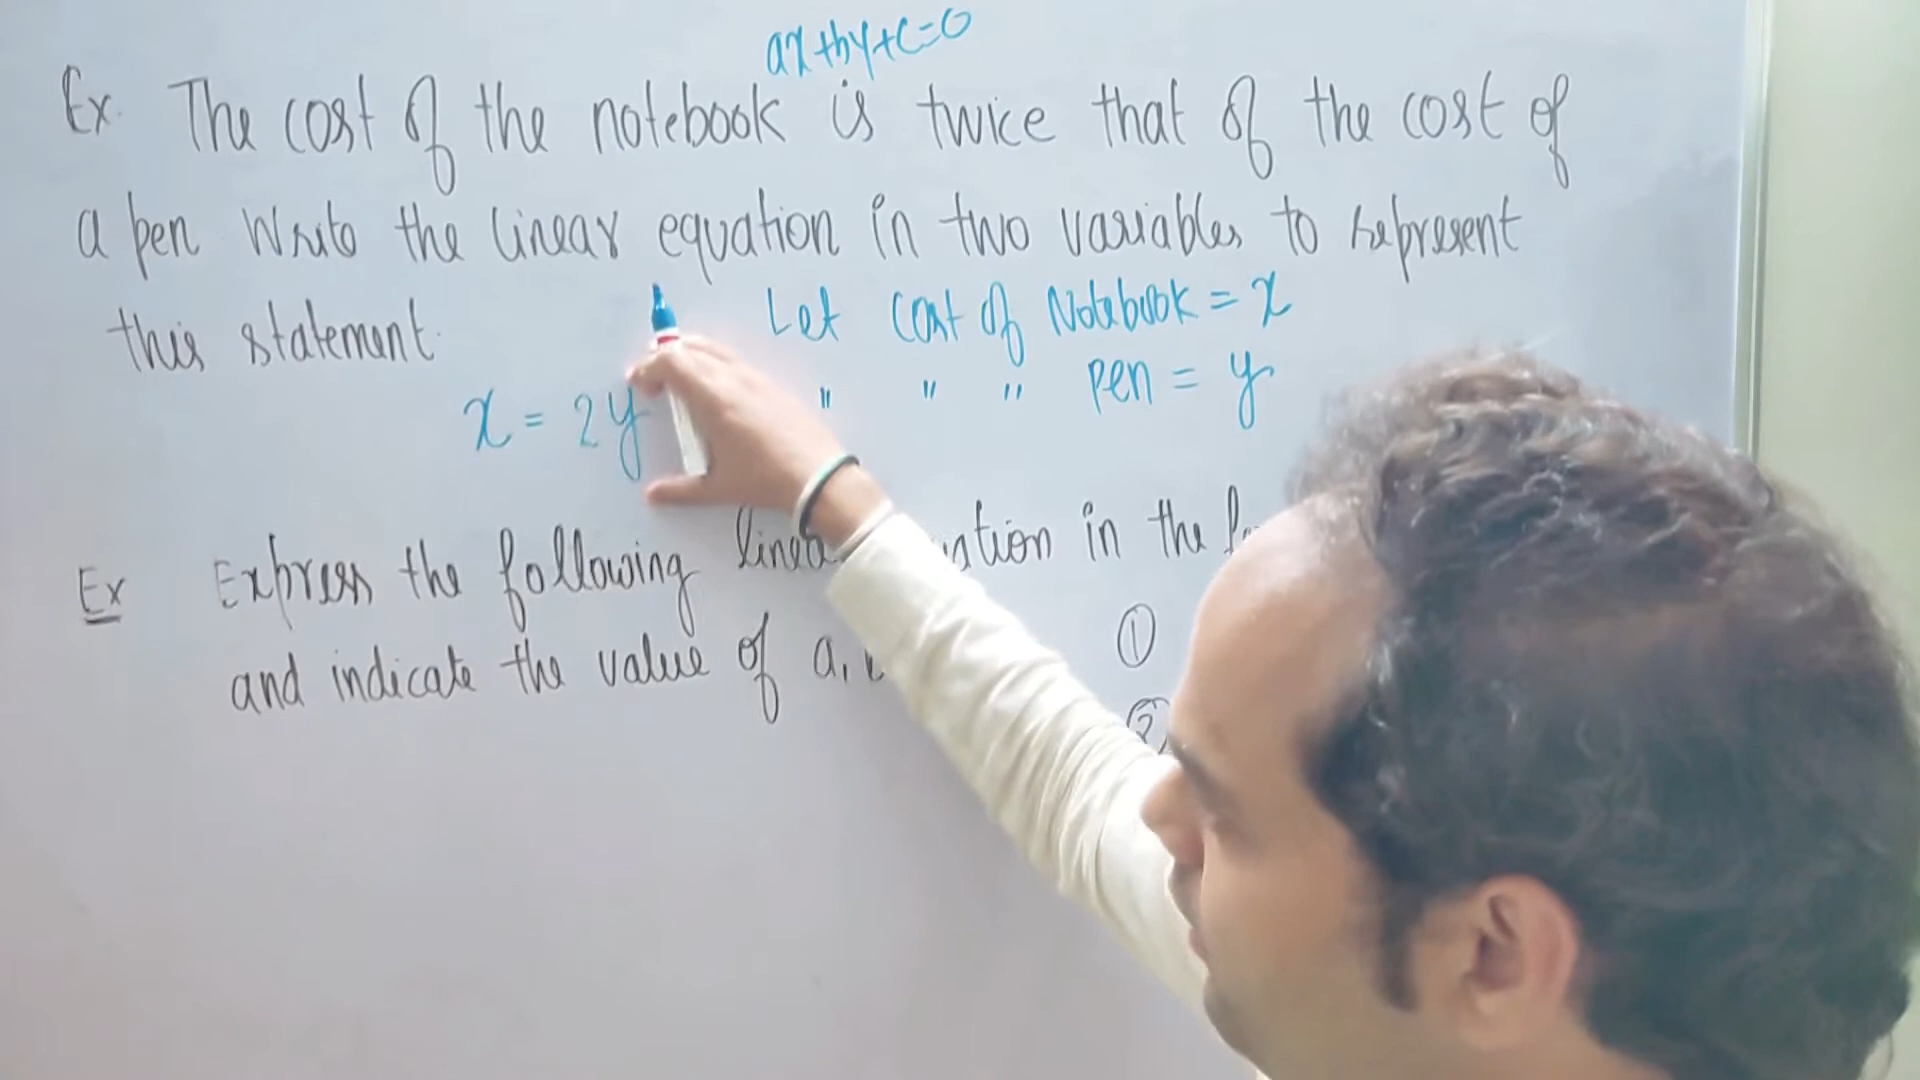 ax+by+c=0
Ex. The cost of the notebook is twice that of the cost of
a pen Write the linear equation in two variables to represent
this statement.
Let cost of Notebook = x
" " " pen = y
x = 2y
Ex Express the following in the
and indicate the value of a,
①
②